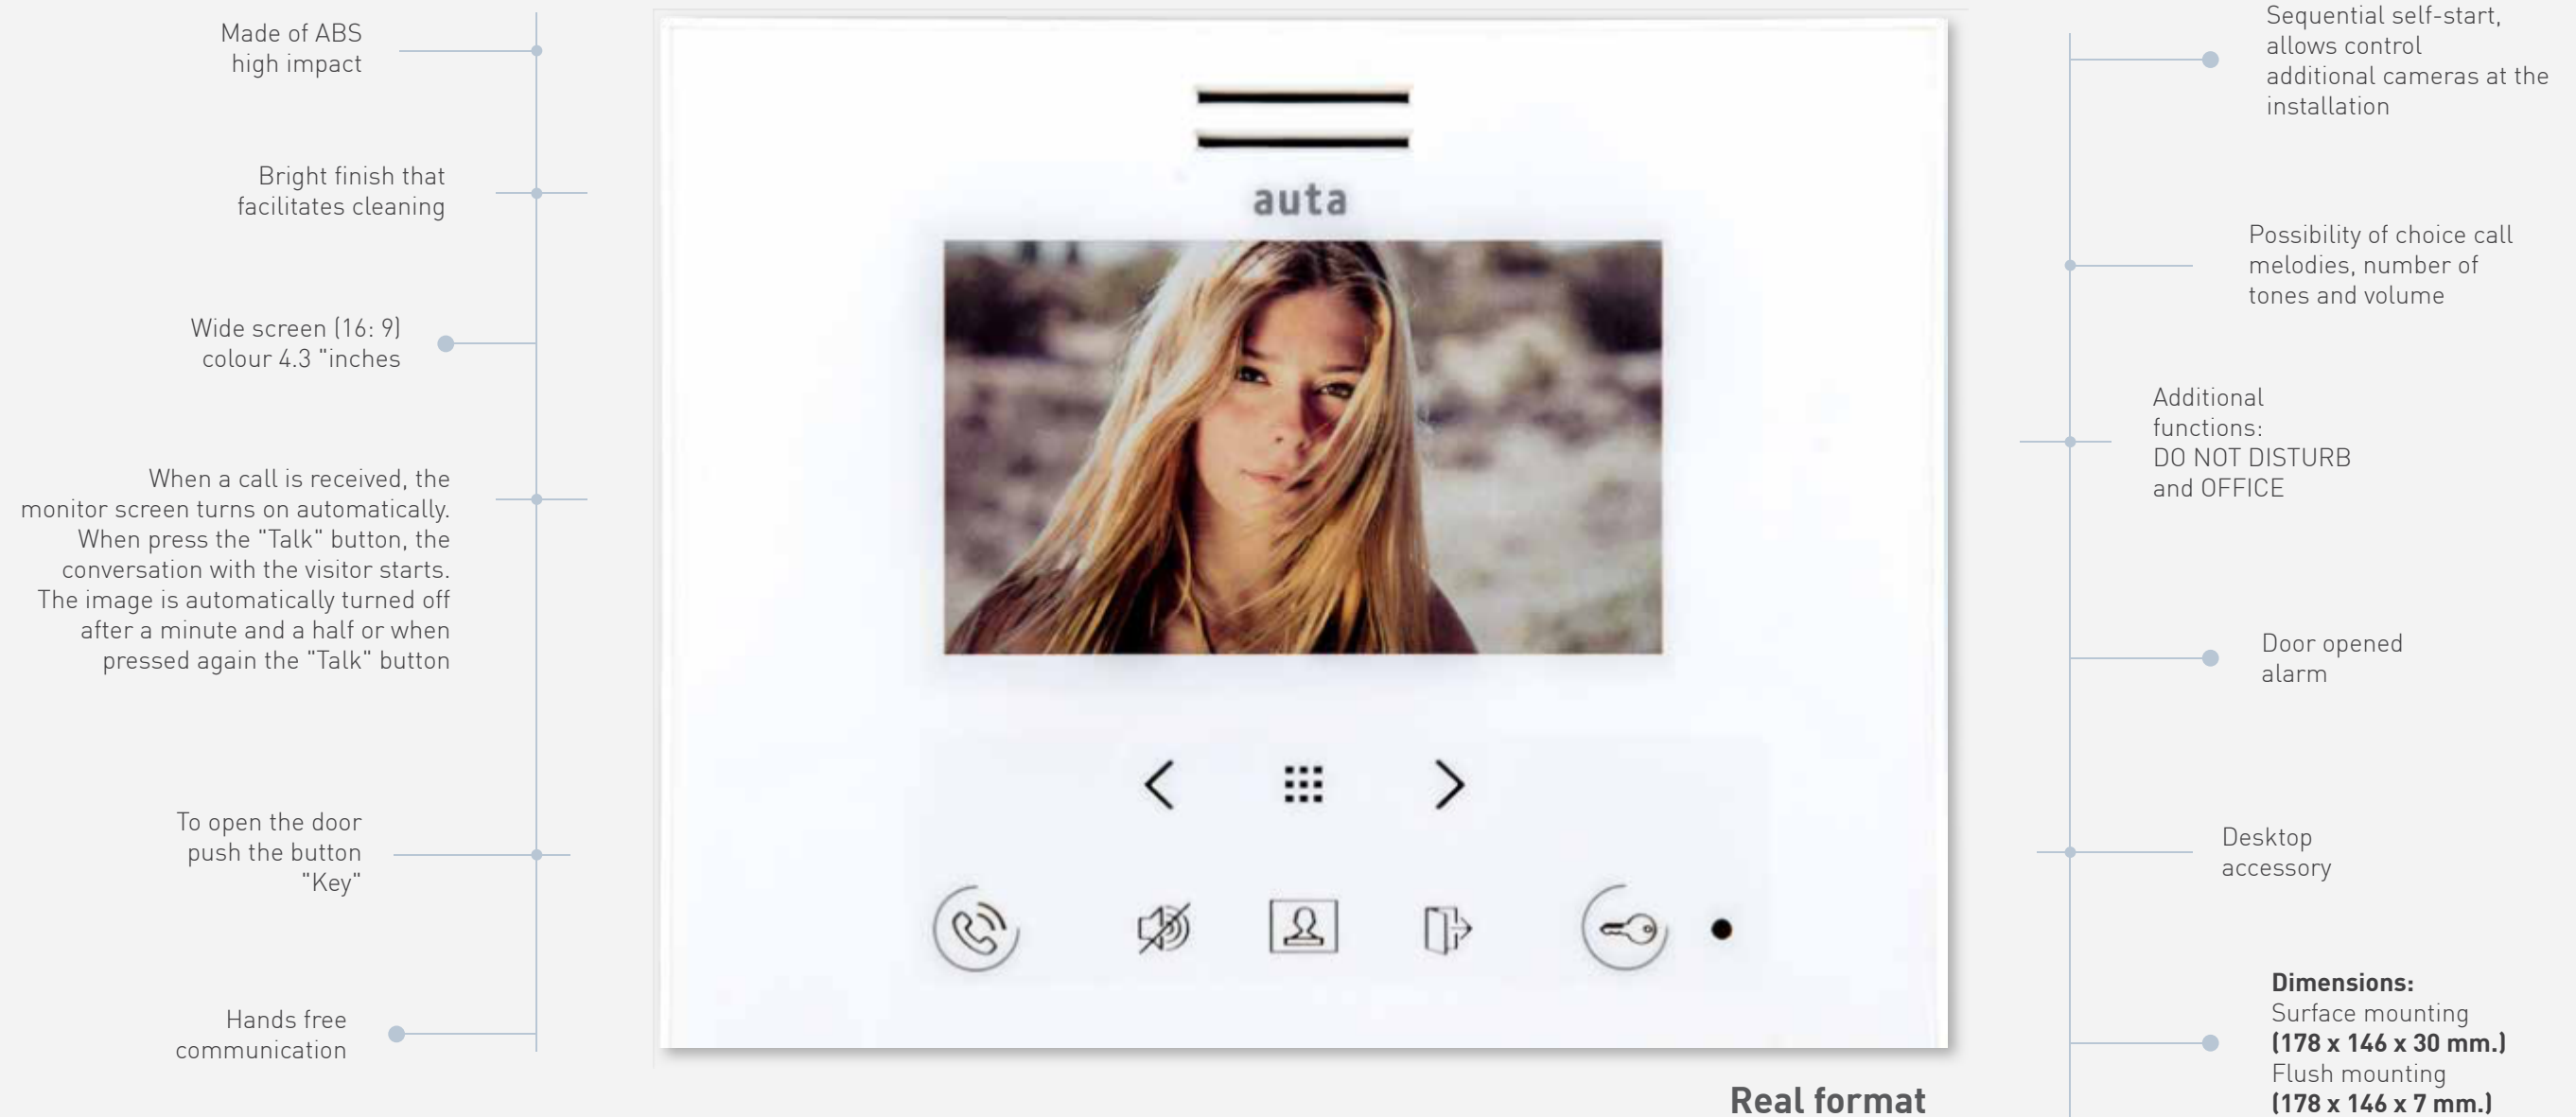 Made of ABS
high impact
Bright finish that
facilitates cleaning
Wide screen (16: 9)
colour 4.3 "inches
When a call is received, the
monitor screen turns on automatically.
When press the "Talk" button, the
conversation with the visitor starts.
The image is automatically turned off
after a minute and a half or when
pressed again the "Talk" button
To open the door
push the button
"Key"
Hands free
communication
auta
Real format
Sequential self-start,
allows control
additional cameras at the
installation
Possibility of choice call
melodies, number of
tones and volume
Additional
functions:
DO NOT DISTURB
and OFFICE
Door opened
alarm
Desktop
accessory
Dimensions:
Surface mounting
(178 x 146 x 30 mm.)
Flush mounting
(178 x 146 x 7 mm.)